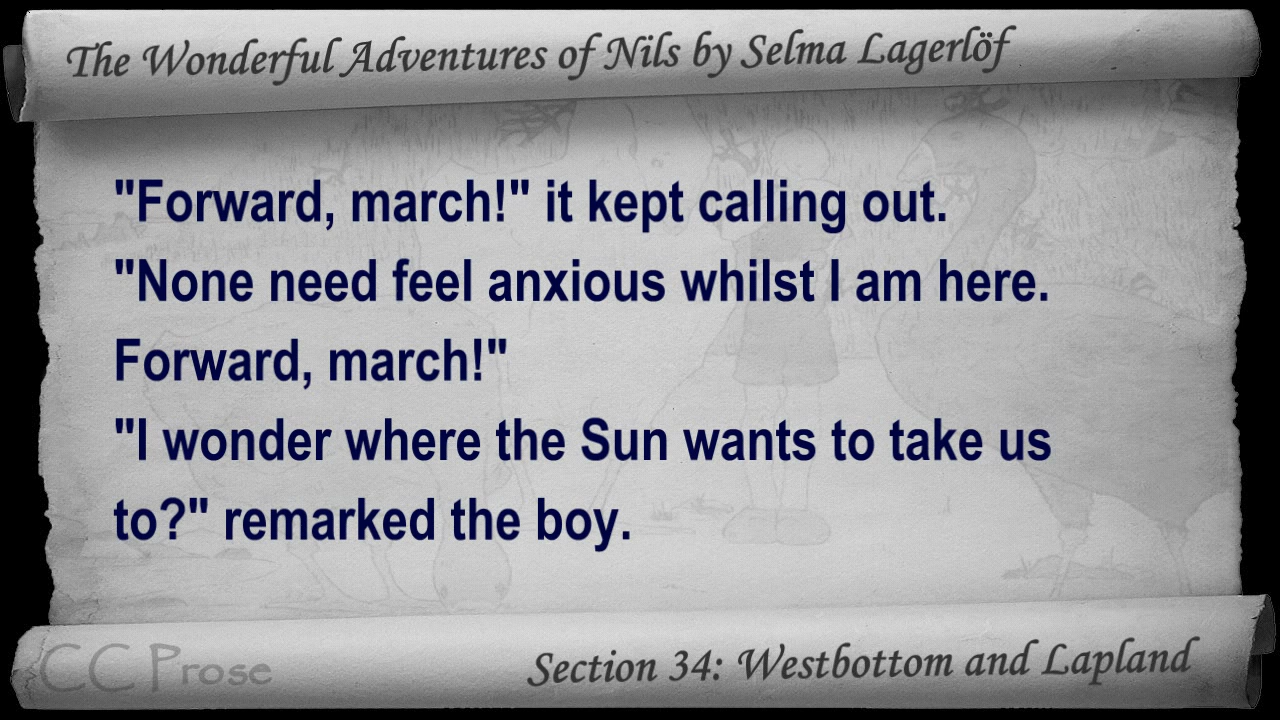 The Wonderful Adventures of Nils by Selma Lagerlöf
"Forward, march!" it kept calling out.
"None need feel anxious whilst I am here.
Forward, march!"
"I wonder where the Sun wants to take us
to?" remarked the boy.
CC Prose
Section 34: Westbottom and Lapland